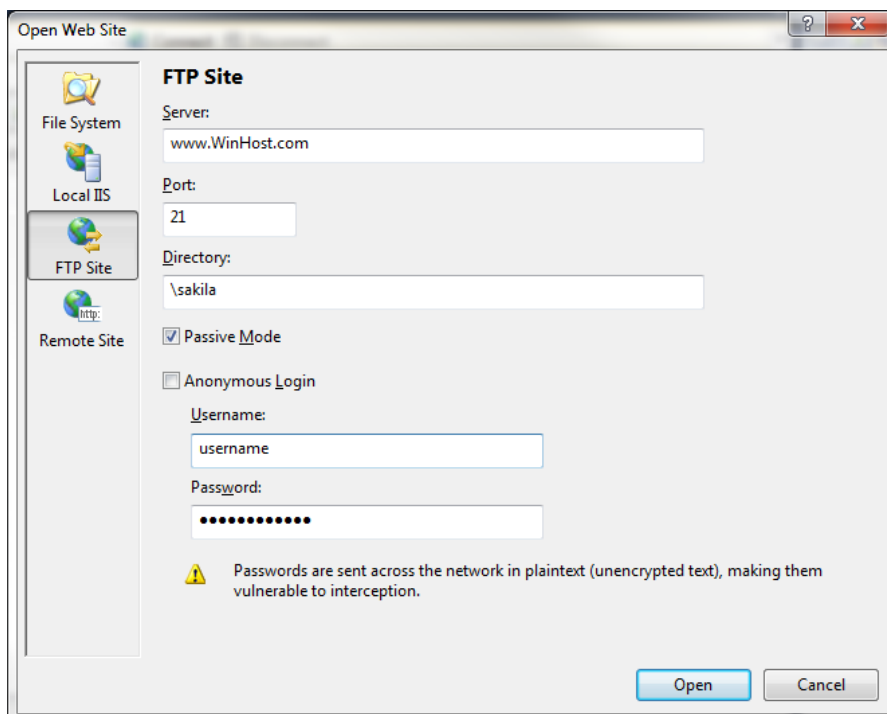 Open Web Site
File System
Local IIS
FTP Site
http:
Remote Site
FTP Site
Server:
www.WinHost.com
Port:
21
Directory:
\sakila
Passive Mode
Anonymous Login
Username:
username
Password:
●●●●●●●●●●●●
Passwords are sent across the network in plaintext (unencrypted text), making them
vulnerable to interception.
Open
Cancel